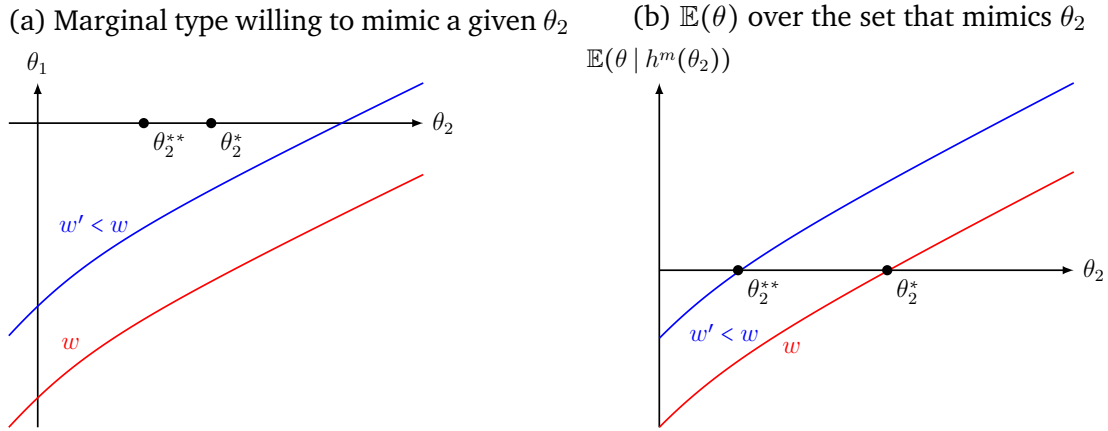 (a) Marginal type willing to mimic a given θ₂
θ₁
θ₂
θ₂**
θ₂*
w′ < w
w
(b) 𝔼(θ) over the set that mimics θ₂
𝔼(θ | hᵐ(θ₂))
θ₂
θ₂**
θ₂*
w′ < w
w